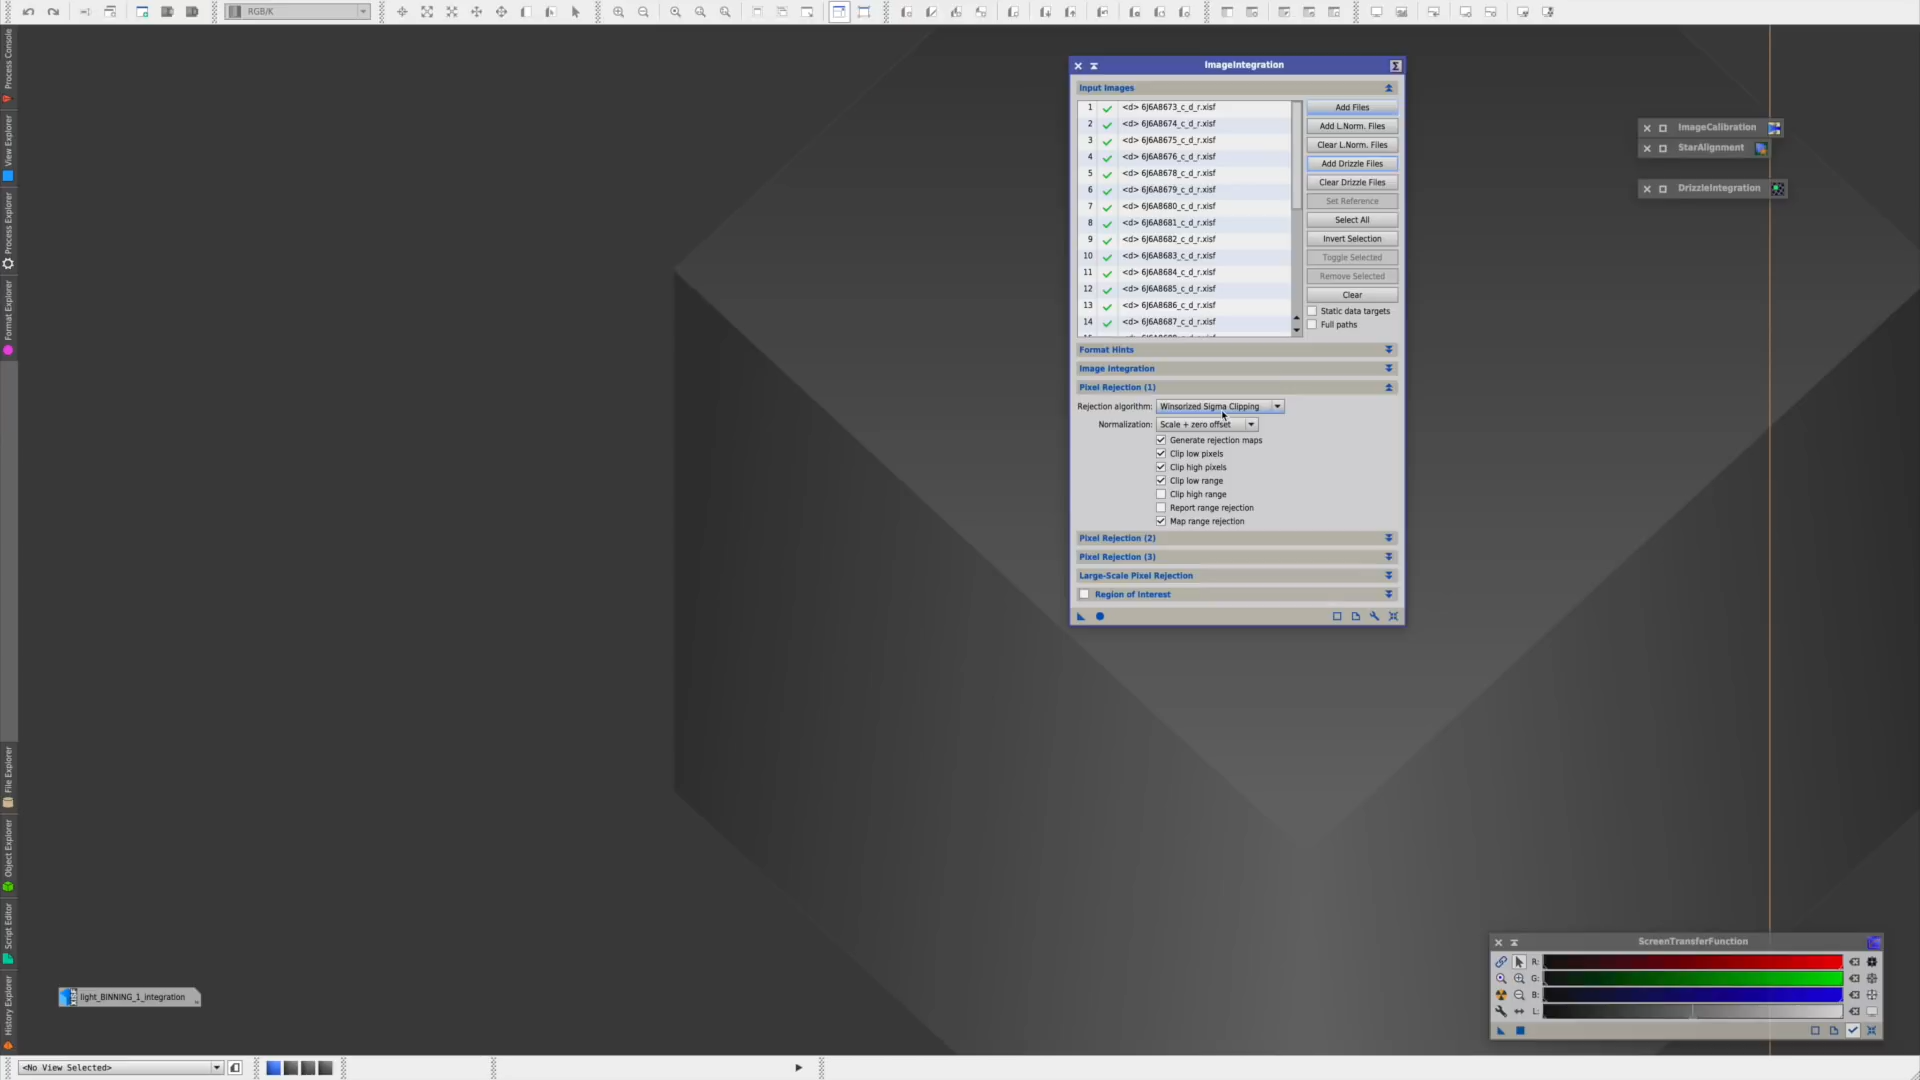 RGB/K
Process Console
View Explorer
Process Explorer
Format Explorer
File Explorer
Object Explorer
Script Editor
History Explorer
ImageIntegration
Input Images
1 <d> 6J6A8673_c_d_r.xisf
2 <d> 6J6A8674_c_d_r.xisf
3 <d> 6J6A8675_c_d_r.xisf
4 <d> 6J6A8676_c_d_r.xisf
5 <d> 6J6A8678_c_d_r.xisf
6 <d> 6J6A8679_c_d_r.xisf
7 <d> 6J6A8680_c_d_r.xisf
8 <d> 6J6A8681_c_d_r.xisf
9 <d> 6J6A8682_c_d_r.xisf
10 <d> 6J6A8683_c_d_r.xisf
11 <d> 6J6A8684_c_d_r.xisf
12 <d> 6J6A8685_c_d_r.xisf
13 <d> 6J6A8686_c_d_r.xisf
14 <d> 6J6A8687_c_d_r.xisf
Add Files
Add L.Norm. Files
Clear L.Norm. Files
Add Drizzle Files
Clear Drizzle Files
Set Reference
Select All
Invert Selection
Toggle Selected
Remove Selected
Clear
Static data targets
Full paths
Format Hints
Image Integration
Pixel Rejection (1)
Rejection algorithm: Winsorized Sigma Clipping
Normalization: Scale + zero offset
Generate rejection maps
Clip low pixels
Clip high pixels
Clip low range
Clip high range
Report range rejection
Map range rejection
Pixel Rejection (2)
Pixel Rejection (3)
Large-Scale Pixel Rejection
Region of Interest
ImageCalibration
StarAlignment
DrizzleIntegration
light_BINNING_1_integration
ScreenTransferFunction
R:
G:
B:
L:
<No View Selected>